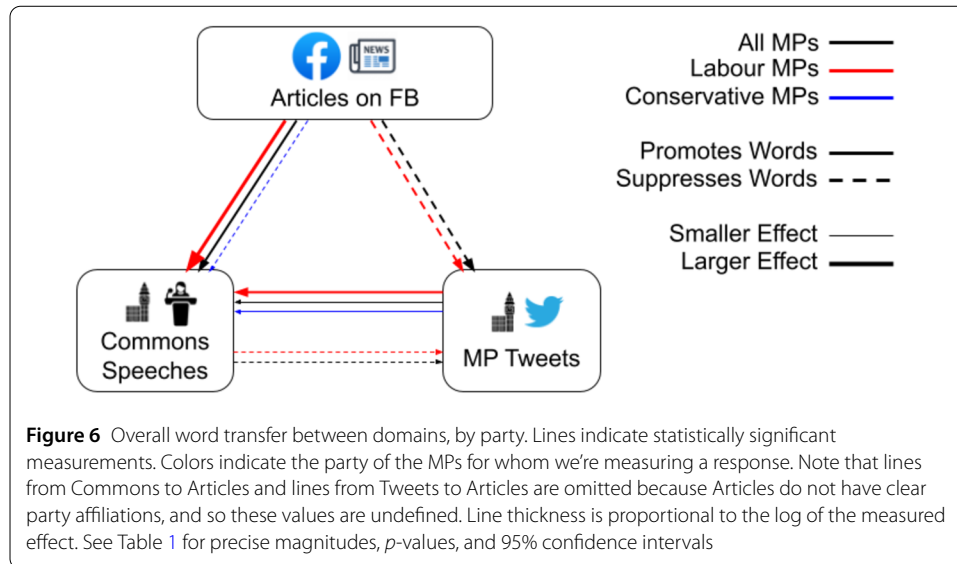 NEWS
Articles on FB
All MPs
Labour MPs
Conservative MPs
Promotes Words
Suppresses Words
Smaller Effect
Larger Effect
Commons
Speeches
MP Tweets
Figure 6 Overall word transfer between domains, by party. Lines indicate statistically significant
measurements. Colors indicate the party of the MPs for whom we're measuring a response. Note that lines
from Commons to Articles and lines from Tweets to Articles are omitted because Articles do not have clear
party affiliations, and so these values are undefined. Line thickness is proportional to the log of the measured
effect. See Table 1 for precise magnitudes, p-values, and 95% confidence intervals